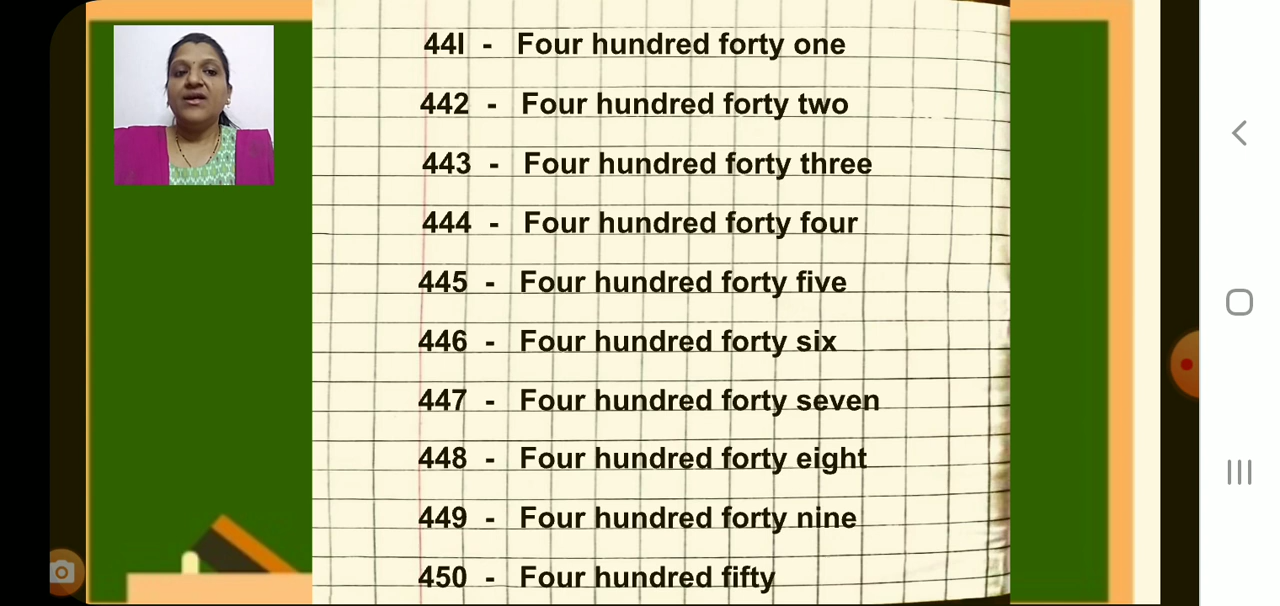 441 - Four hundred forty one
442 - Four hundred forty two
443 - Four hundred forty three
444 - Four hundred forty four
445 - Four hundred forty five
446 - Four hundred forty six
447 - Four hundred forty seven
448 - Four hundred forty eight
449 - Four hundred forty nine
450 - Four hundred fifty